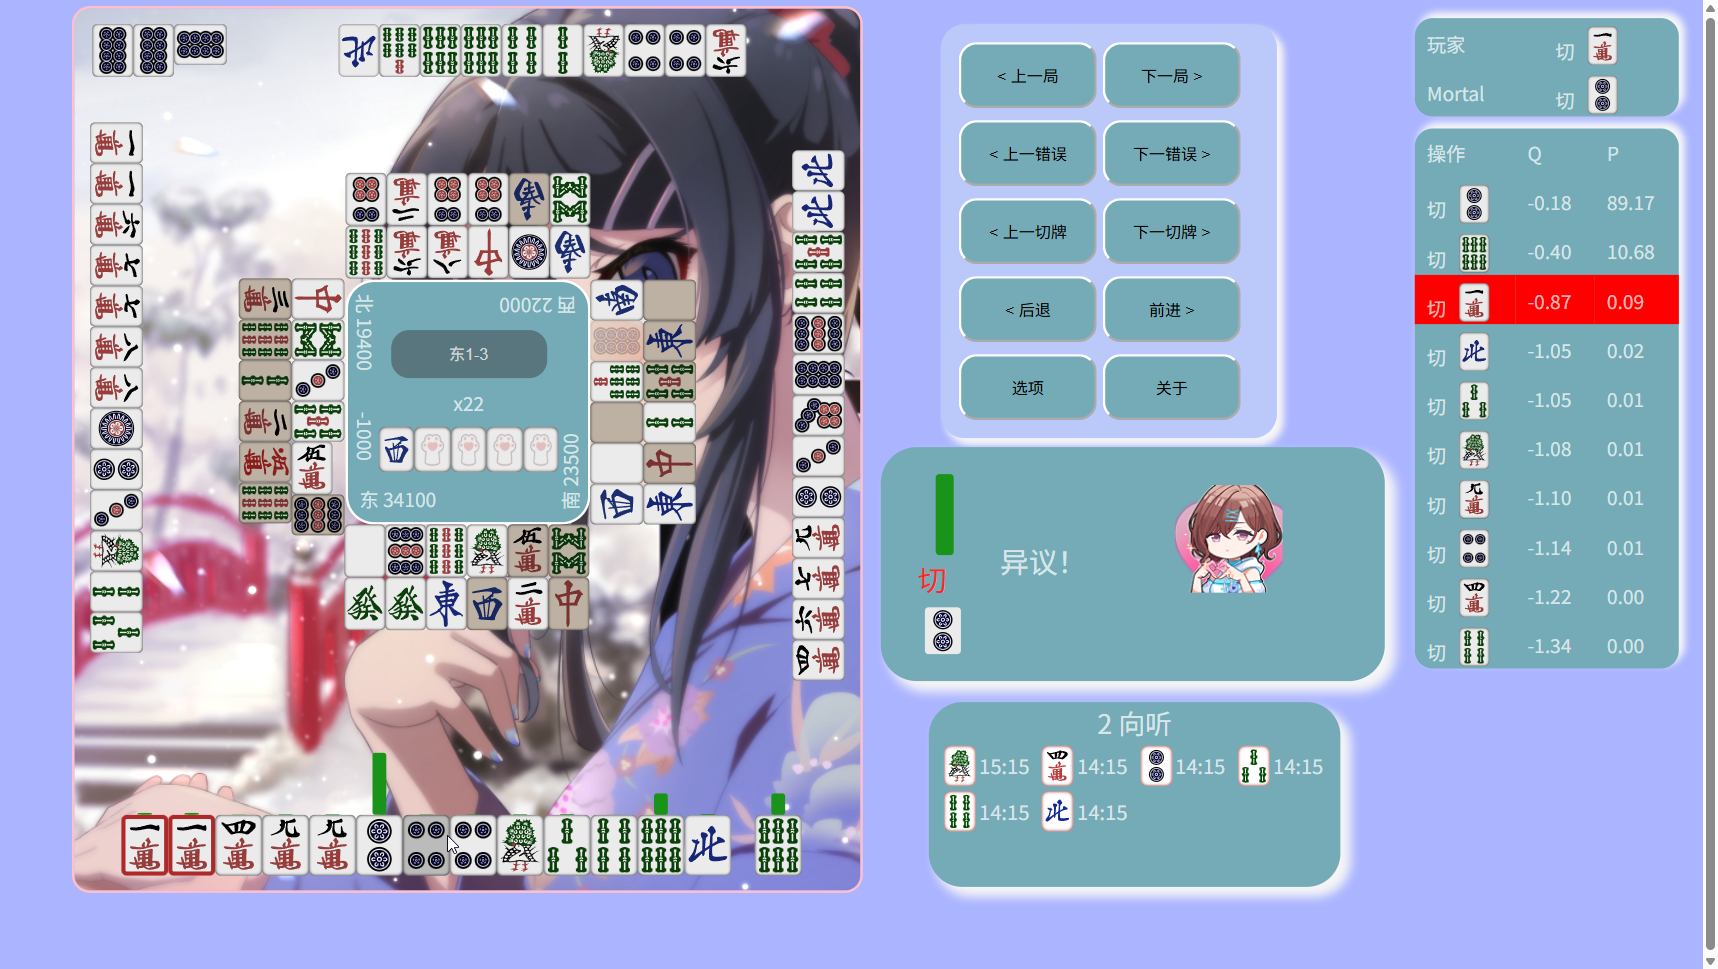 < 上一局
下一局 >
< 上一错误
下一错误 >
< 上一切牌
下一切牌 >
< 后退
前进 >
选项
关于
玩家
切
Mortal
切
操作
Q
P
切 -0.18 89.17
切 -0.40 10.68
切 -0.87 0.09
切 -1.05 0.02
切 -1.05 0.01
切 -1.08 0.01
切 -1.10 0.01
切 -1.14 0.01
切 -1.22 0.00
切 -1.34 0.00
西 22000
北 19400
东1-3
x22
-1000
南 23500
东 34100
异议!
切
2 向听
15:15
14:15
14:15
14:15
14:15
14:15